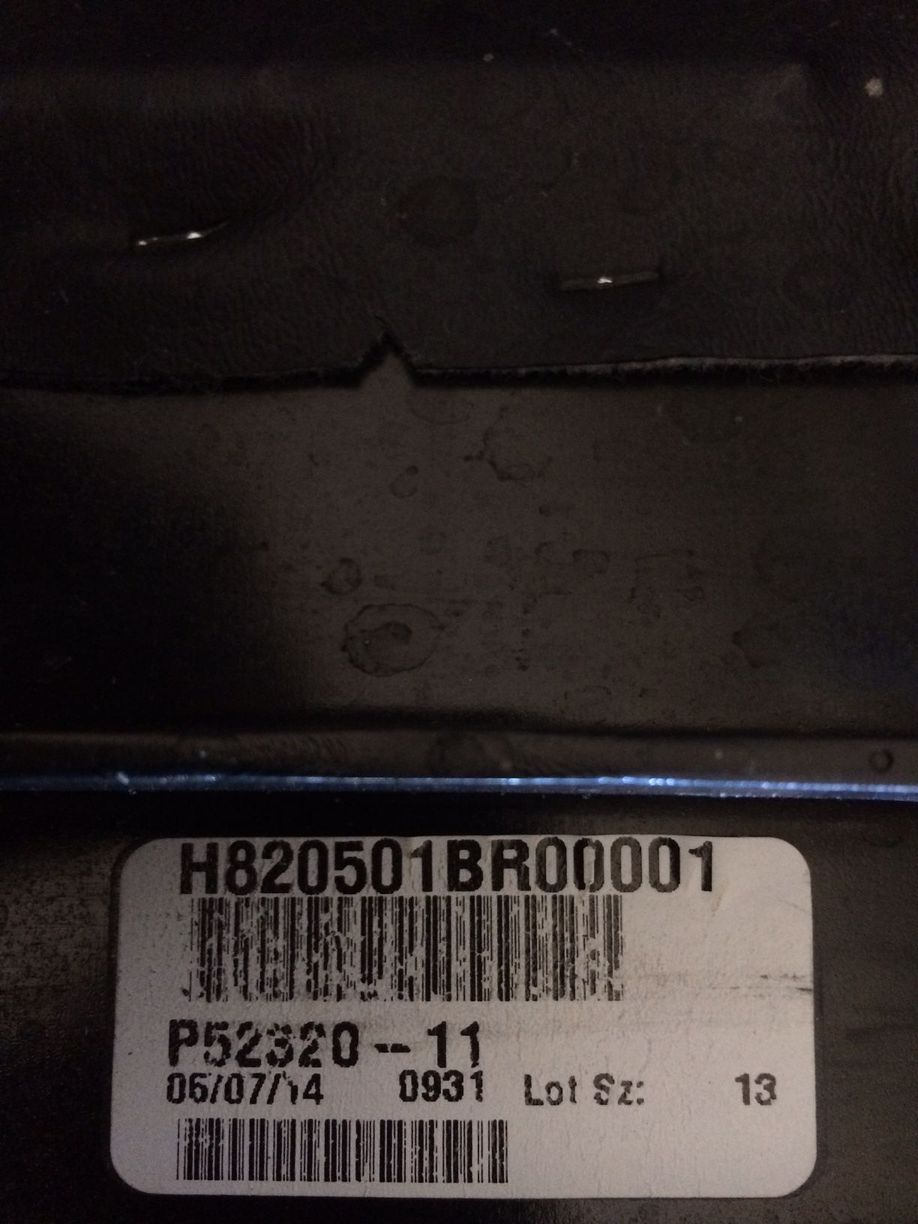 H820501BR00001
P52320--11
06/07/14 0931 Lot Sz: 13